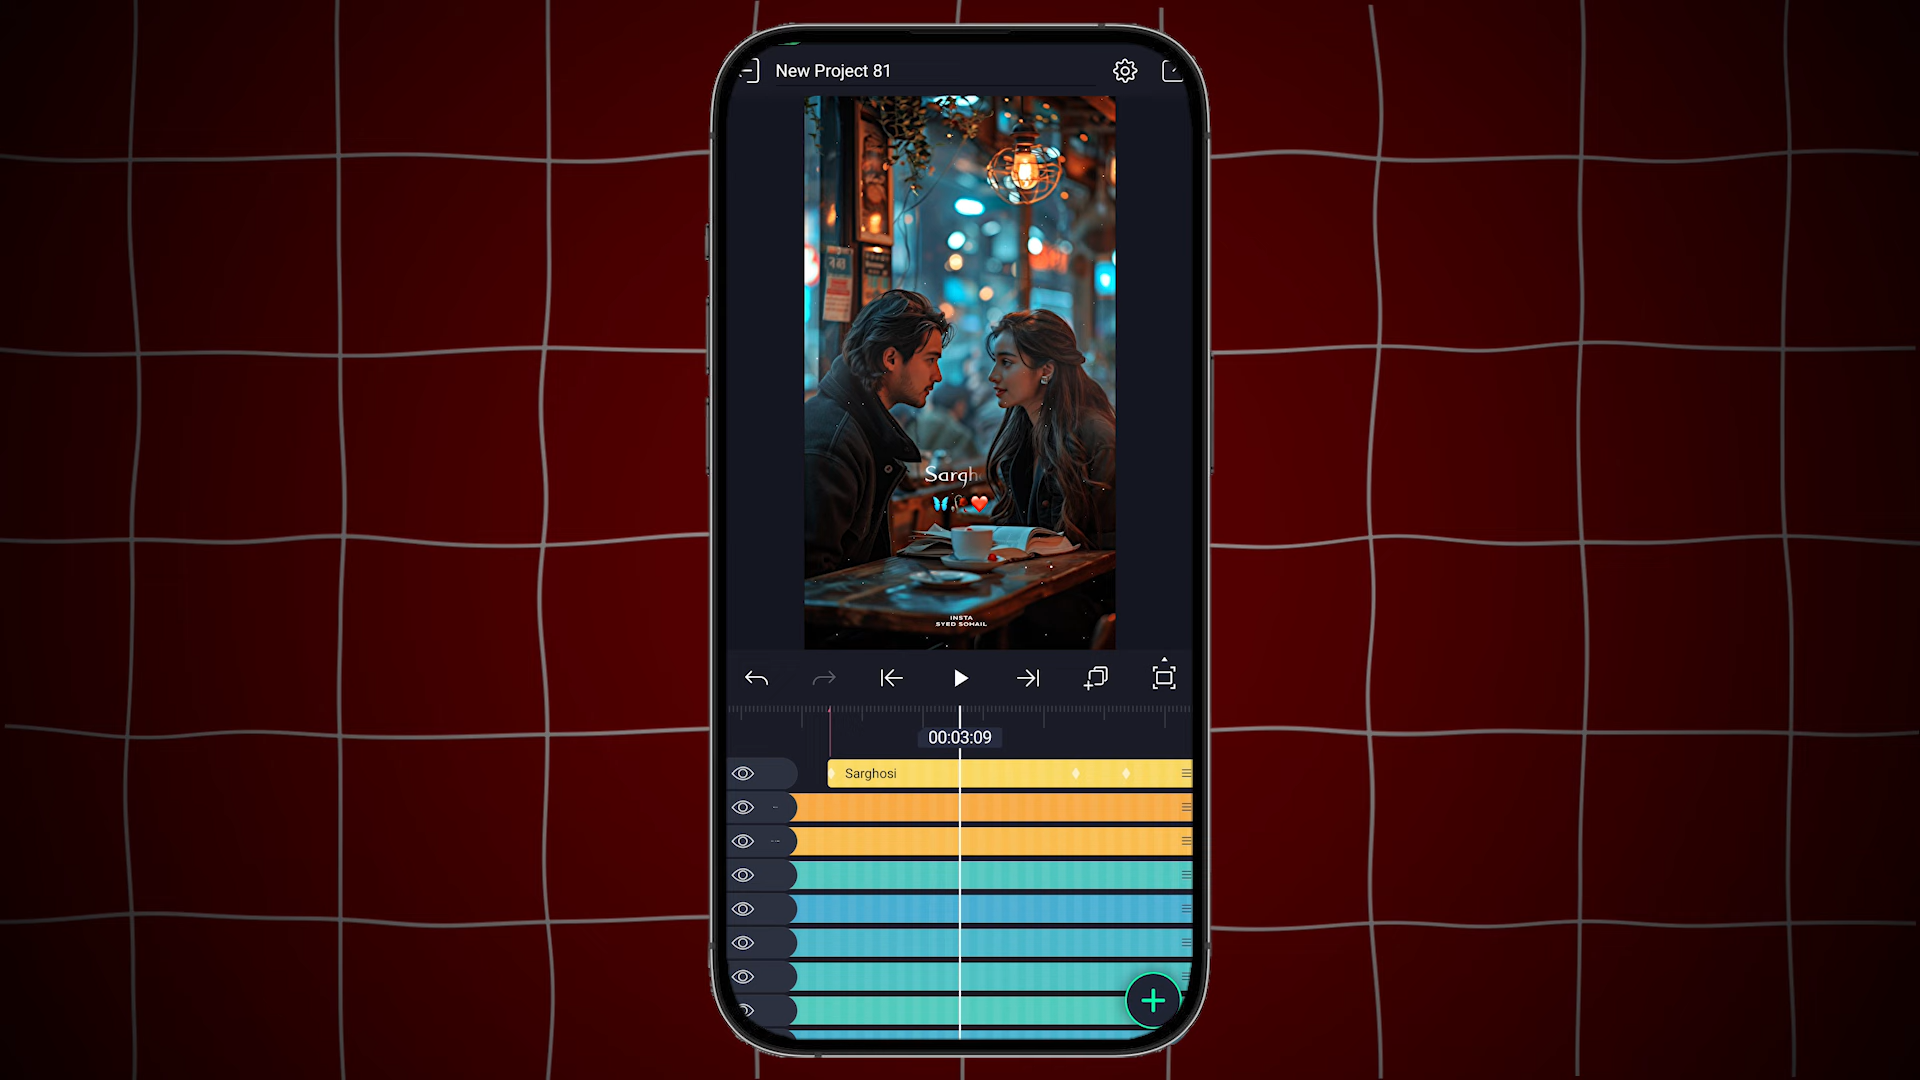 New Project 81
Sargh
🦋🥀❤️
INSTA
SYED SOHAIL
00:03:09
Sarghosi